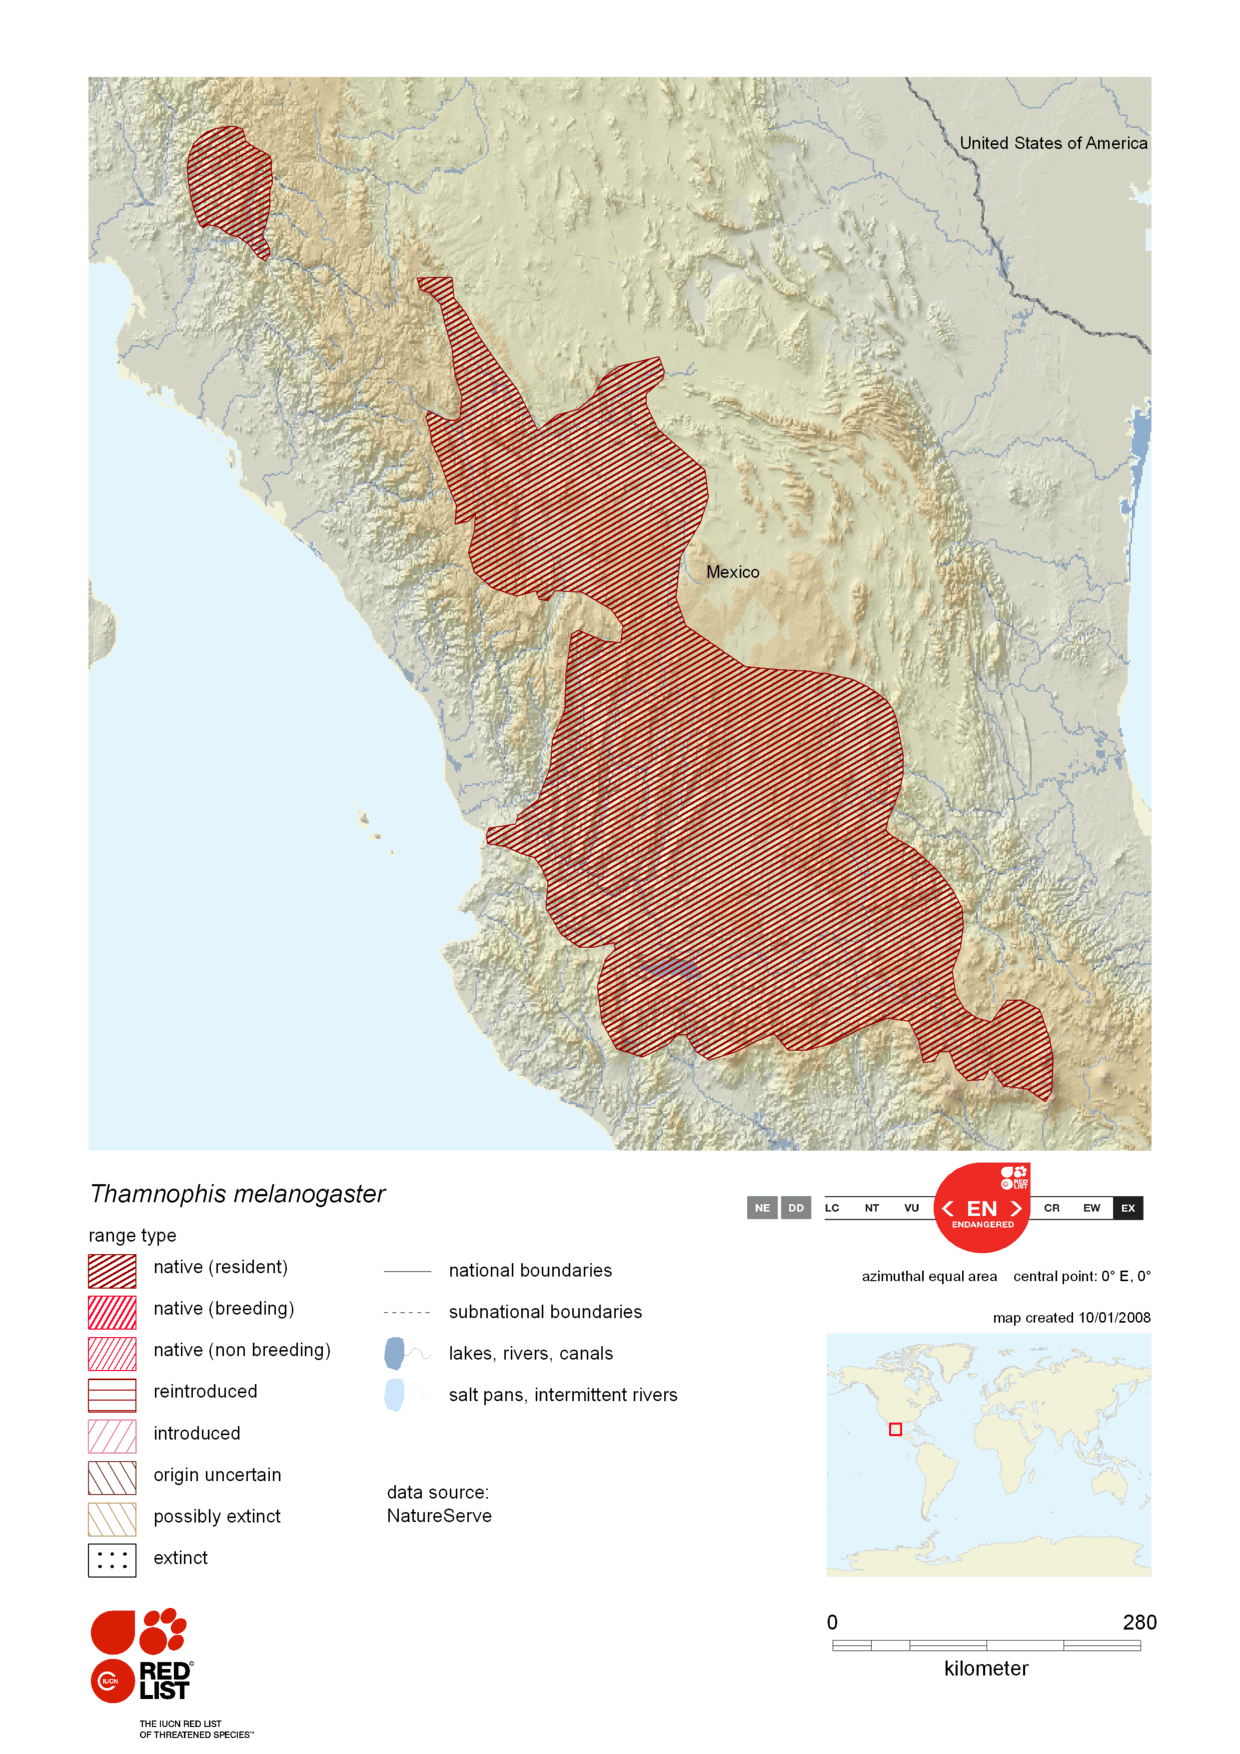 United States of America
Mexico
Thamnophis melanogaster
range type
native (resident)
native (breeding)
native (non breeding)
reintroduced
introduced
origin uncertain
possibly extinct
extinct
national boundaries
subnational boundaries
lakes, rivers, canals
salt pans, intermittent rivers
data source:
NatureServe
NE DD LC NT VU < EN > CR EW EX
ENDANGERED
RED
LIST
azimuthal equal area central point: 0° E, 0°
map created 10/01/2008
0 280
kilometer
IUCN
RED
LIST
THE IUCN RED LIST
OF THREATENED SPECIES™